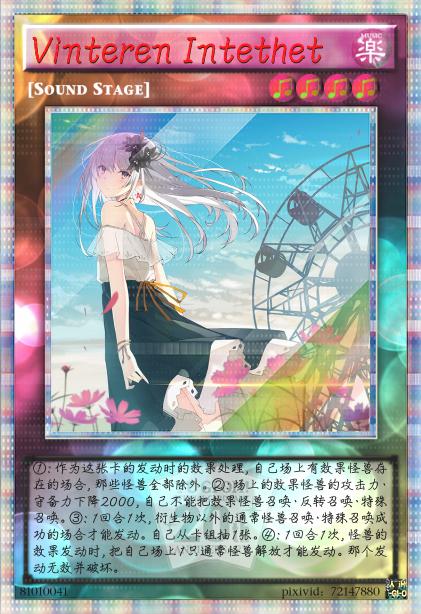 Vinteren Intethet
MUSIC
楽
[SOUND STAGE]
①: 作为这张卡的发动时的效果处理, 自己场上有效果怪兽存
在的场合, 那些怪兽全部除外。②: 场上的效果怪兽的攻击力·
守备力下降2000, 自己不能把效果怪兽召唤·反转召唤·特殊
召唤。③: 1回合1次, 衍生物以外的通常怪兽召唤·特殊召唤成
功的场合才能发动。自己从卡组抽1张。④: 1回合1次, 怪兽的
效果发动时, 把自己场上1只通常怪兽解放才能发动。那个发
动无效并破坏。
81010041
pixivid: 72147880